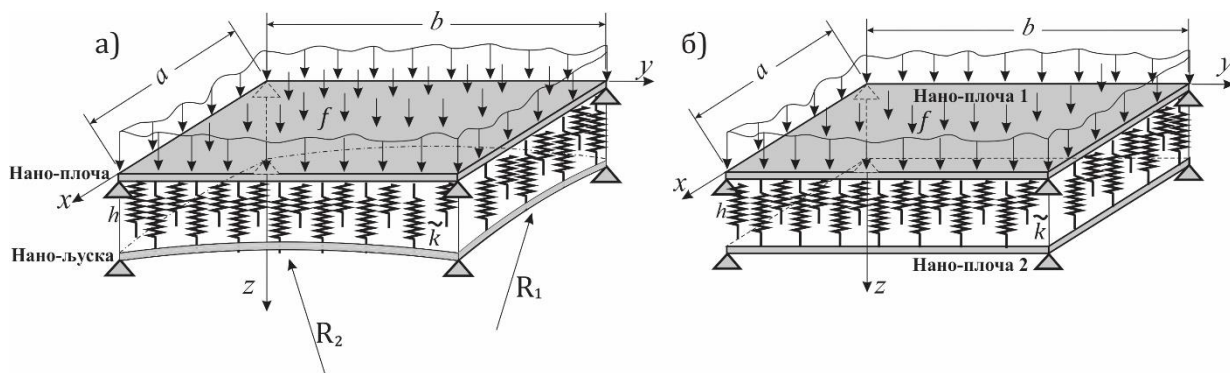 а)
b
a
y
f
Нано-плоча
x
h
k̃
Нано-љуска
z
R₁
R₂
б)
b
a
y
Нано-плоча 1
f
x
h
k̃
Нано-плоча 2
z